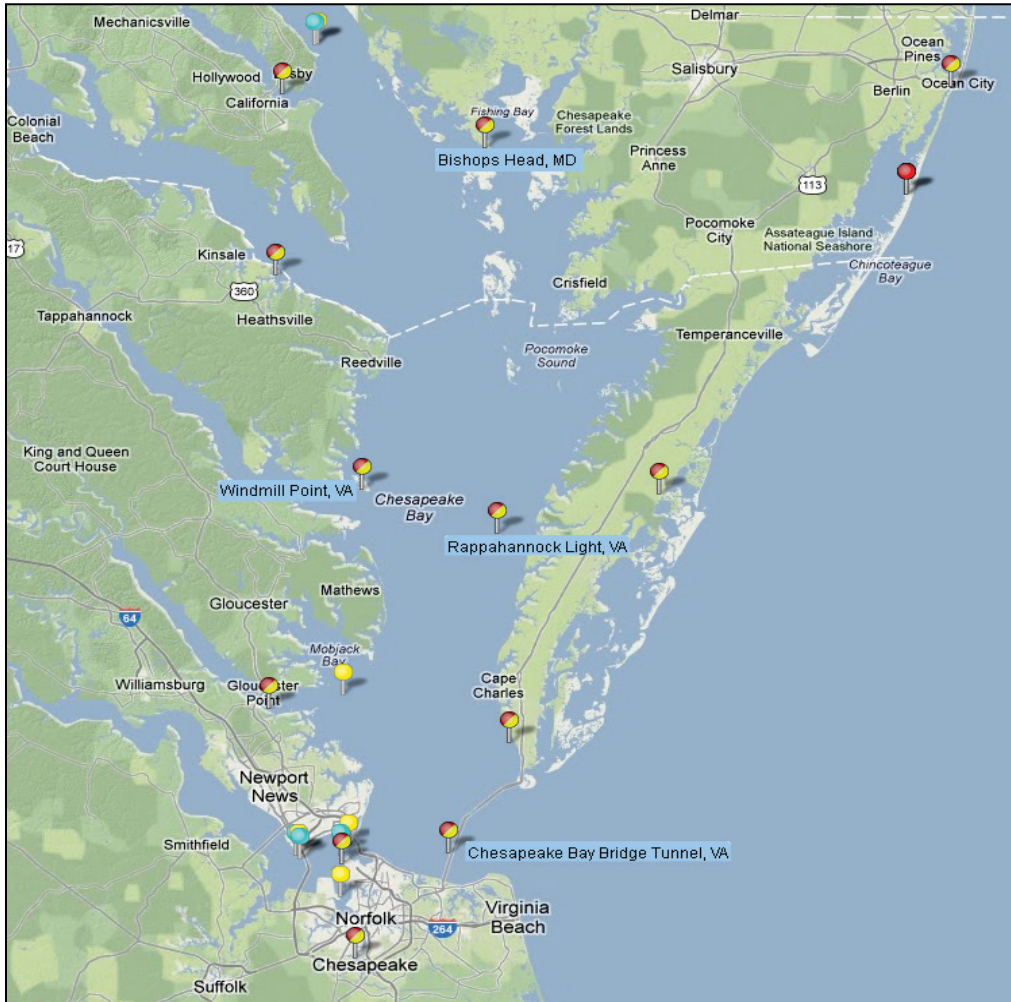 Mechanicsville
Delmar
Ocean
Pines
Hollywood
Salisbury
Ocean City
Berlin
California
Fishing Bay
Chesapeake
Forest Lands
Colonial
Beach
Bishops Head, MD
Princess
Anne
113
Pocomoke
City
Assateague Island
National Seashore
17
Kinsale
Chincoteague
Bay
Crisfield
360
Tappahannock
Heathsville
Temperanceville
Reedville
Pocomoke
Sound
King and Queen
Court House
Windmill Point, VA
Chesapeake
Bay
Rappahannock Light, VA
Mathews
Gloucester
64
Mobjack
Bay
Williamsburg
Gloucester
Point
Cape
Charles
Newport
News
Smithfield
Chesapeake Bay Bridge Tunnel, VA
Norfolk
264
Virginia
Beach
Chesapeake
Suffolk